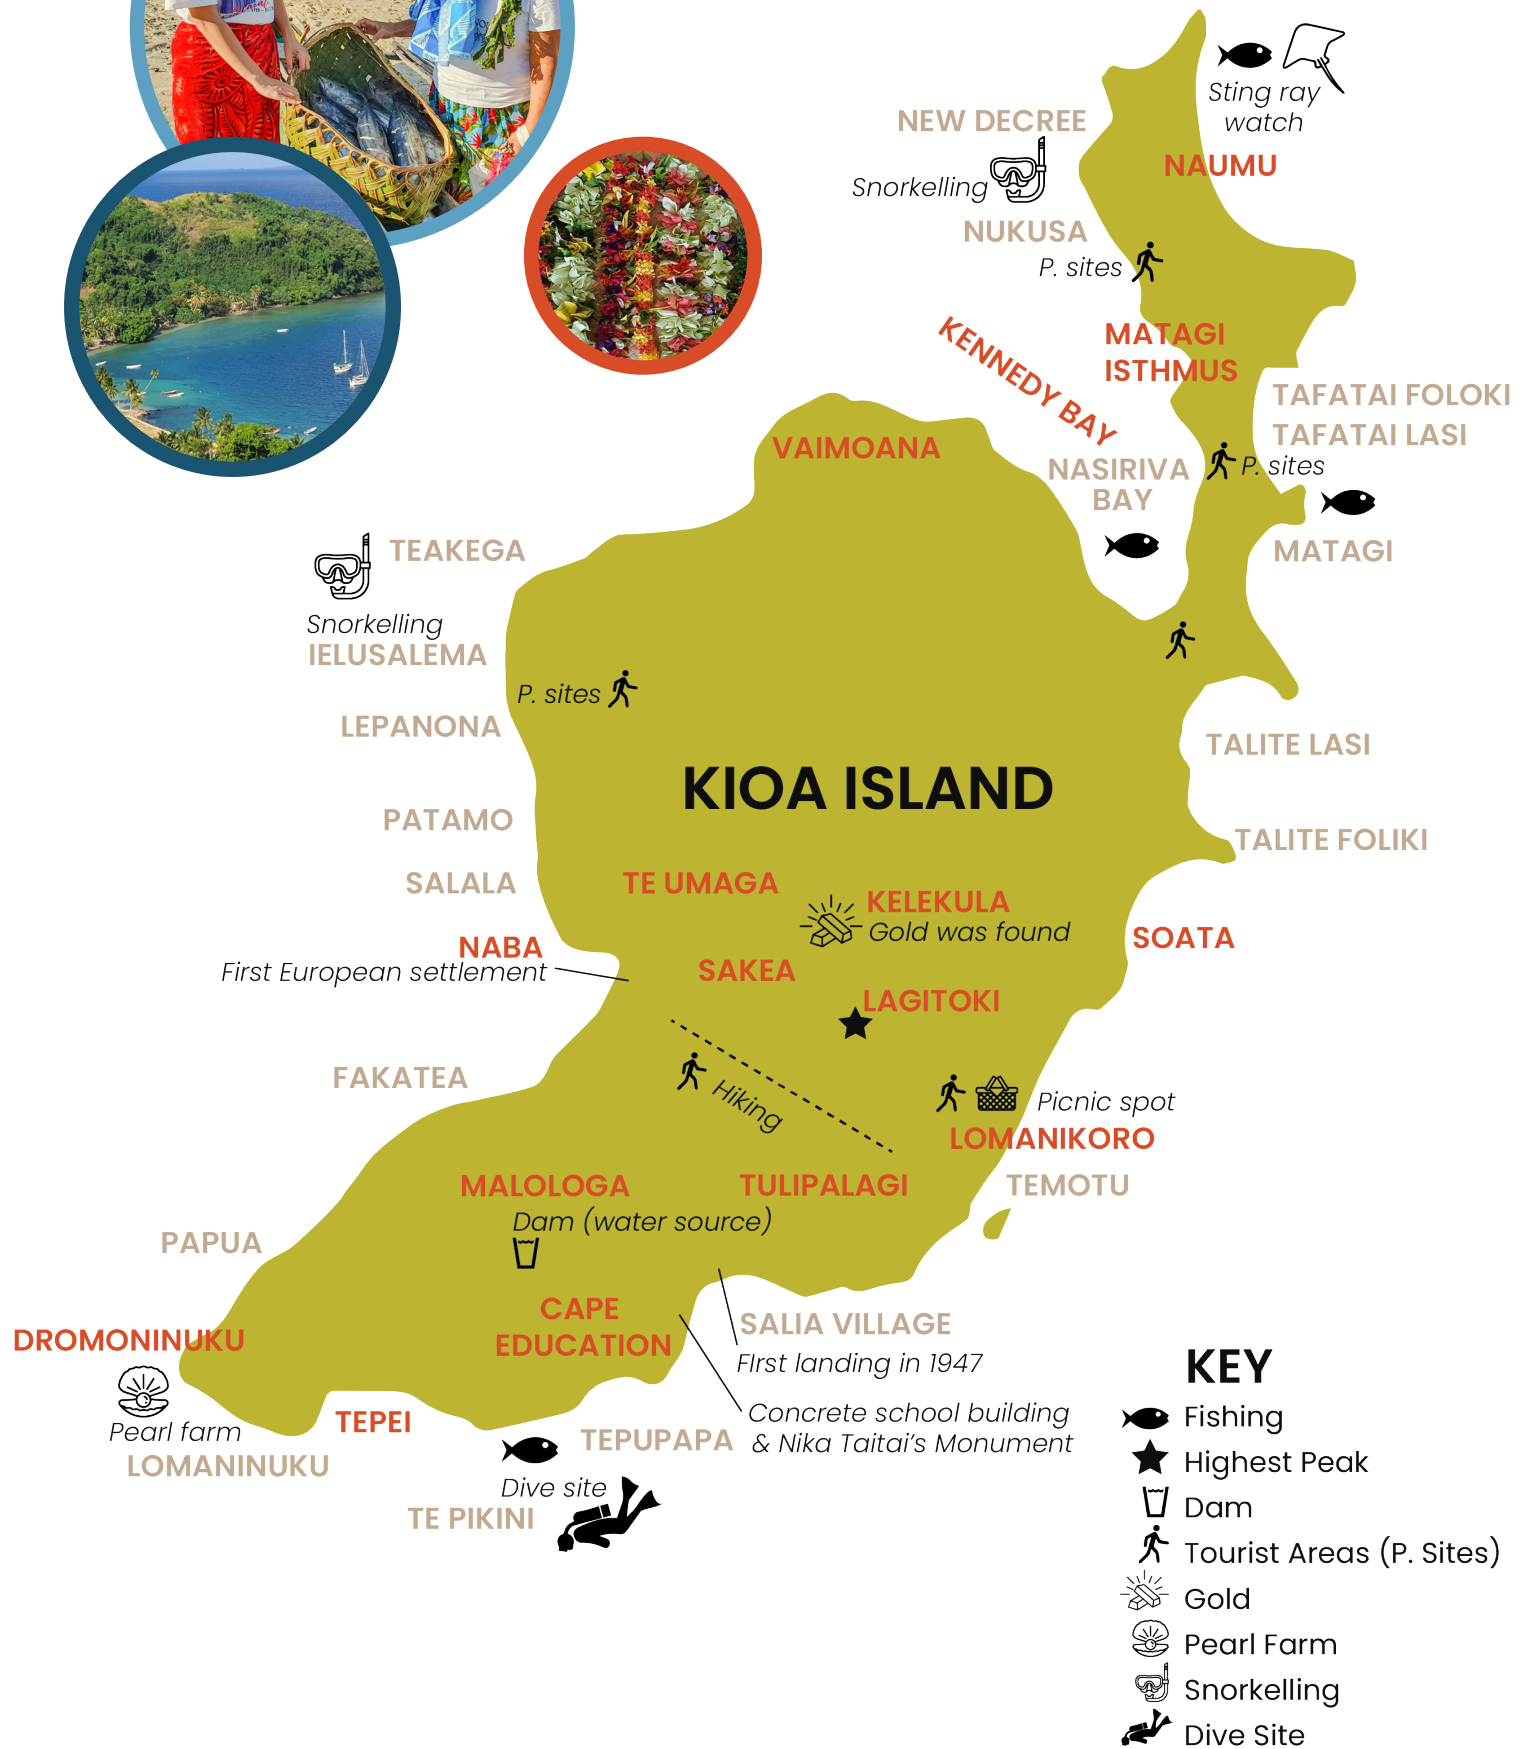 Sting ray
watch
NEW DECREE
Snorkelling
NAUMU
NUKUSA
P. sites
MATAGI
ISTHMUS
KENNEDY BAY
TAFATAI FOLOKI
TAFATAI LASI
VAIMOANA
NASIRIVA
BAY
P. sites
MATAGI
TEAKEGA
Snorkelling
IELUSALEMA
P. sites
LEPANONA
TALITE LASI
KIOA ISLAND
PATAMO
TALITE FOLIKI
SALALA
TE UMAGA
KELEKULA
Gold was found
SOATA
NABA
First European settlement
SAKEA
LAGITOKI
FAKATEA
Hiking
Picnic spot
LOMANIKORO
MALOLOGA
TULIPALAGI
TEMOTU
Dam (water source)
PAPUA
CAPE
EDUCATION
SALIA VILLAGE
FIrst landing in 1947
DROMONINUKU
Pearl farm
LOMANINUKU
TEPEI
Concrete school building
& Nika Taitai's Monument
TEPUPAPA
Dive site
TE PIKINI
KEY
Fishing
Highest Peak
Dam
Tourist Areas (P. Sites)
Gold
Pearl Farm
Snorkelling
Dive Site